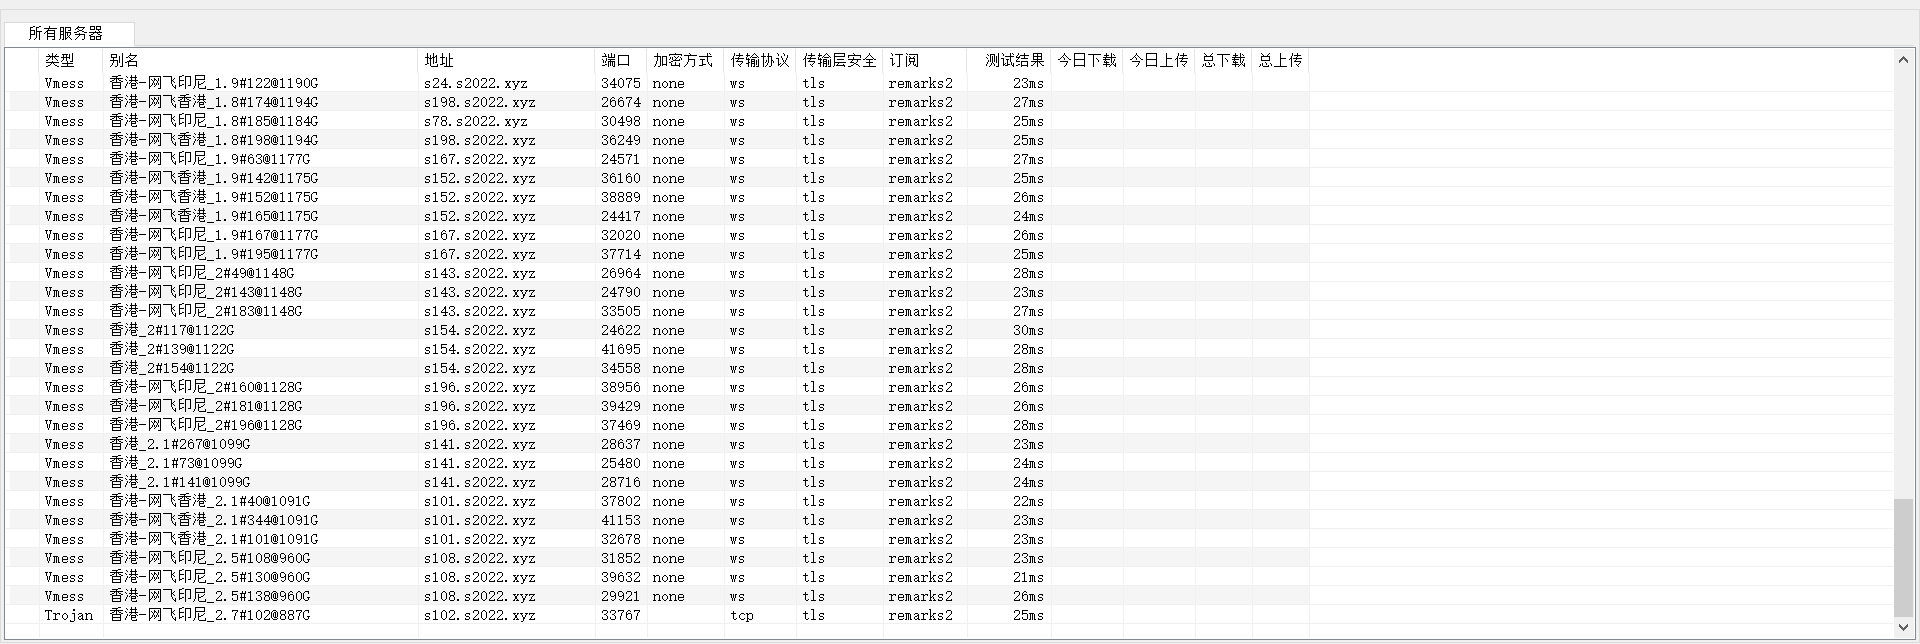 所有服务器
类型 别名 地址 端口 加密方式 传输协议 传输层安全 订阅 测试结果 今日下载 今日上传 总下载 总上传
Vmess 香港-网飞印尼_1.9#122@1190G s24.s2022.xyz 34075 none ws tls remarks2 23ms
Vmess 香港-网飞香港_1.8#174@1194G s198.s2022.xyz 26674 none ws tls remarks2 27ms
Vmess 香港-网飞印尼_1.8#185@1184G s78.s2022.xyz 30498 none ws tls remarks2 25ms
Vmess 香港-网飞香港_1.8#198@1194G s198.s2022.xyz 36249 none ws tls remarks2 25ms
Vmess 香港-网飞印尼_1.9#63@1177G s167.s2022.xyz 24571 none ws tls remarks2 27ms
Vmess 香港-网飞香港_1.9#142@1175G s152.s2022.xyz 36160 none ws tls remarks2 25ms
Vmess 香港-网飞香港_1.9#152@1175G s152.s2022.xyz 38889 none ws tls remarks2 26ms
Vmess 香港-网飞香港_1.9#165@1175G s152.s2022.xyz 24417 none ws tls remarks2 24ms
Vmess 香港-网飞印尼_1.9#167@1177G s167.s2022.xyz 32020 none ws tls remarks2 26ms
Vmess 香港-网飞印尼_1.9#195@1177G s167.s2022.xyz 37714 none ws tls remarks2 25ms
Vmess 香港-网飞印尼_2#49@1148G s143.s2022.xyz 26964 none ws tls remarks2 28ms
Vmess 香港-网飞印尼_2#143@1148G s143.s2022.xyz 24790 none ws tls remarks2 23ms
Vmess 香港-网飞印尼_2#183@1148G s143.s2022.xyz 33505 none ws tls remarks2 27ms
Vmess 香港_2#117@1122G s154.s2022.xyz 24622 none ws tls remarks2 30ms
Vmess 香港_2#139@1122G s154.s2022.xyz 41695 none ws tls remarks2 28ms
Vmess 香港_2#154@1122G s154.s2022.xyz 34558 none ws tls remarks2 28ms
Vmess 香港-网飞印尼_2#160@1128G s196.s2022.xyz 38956 none ws tls remarks2 26ms
Vmess 香港-网飞印尼_2#181@1128G s196.s2022.xyz 39429 none ws tls remarks2 26ms
Vmess 香港-网飞印尼_2#196@1128G s196.s2022.xyz 37469 none ws tls remarks2 28ms
Vmess 香港_2.1#267@1099G s141.s2022.xyz 28637 none ws tls remarks2 23ms
Vmess 香港_2.1#73@1099G s141.s2022.xyz 25480 none ws tls remarks2 24ms
Vmess 香港_2.1#141@1099G s141.s2022.xyz 28716 none ws tls remarks2 24ms
Vmess 香港-网飞香港_2.1#40@1091G s101.s2022.xyz 37802 none ws tls remarks2 22ms
Vmess 香港-网飞香港_2.1#344@1091G s101.s2022.xyz 41153 none ws tls remarks2 23ms
Vmess 香港-网飞香港_2.1#101@1091G s101.s2022.xyz 32678 none ws tls remarks2 23ms
Vmess 香港-网飞印尼_2.5#108@960G s108.s2022.xyz 31852 none ws tls remarks2 23ms
Vmess 香港-网飞印尼_2.5#130@960G s108.s2022.xyz 39632 none ws tls remarks2 21ms
Vmess 香港-网飞印尼_2.5#138@960G s108.s2022.xyz 29921 none ws tls remarks2 26ms
Trojan 香港-网飞印尼_2.7#102@887G s102.s2022.xyz 33767 tcp tls remarks2 25ms